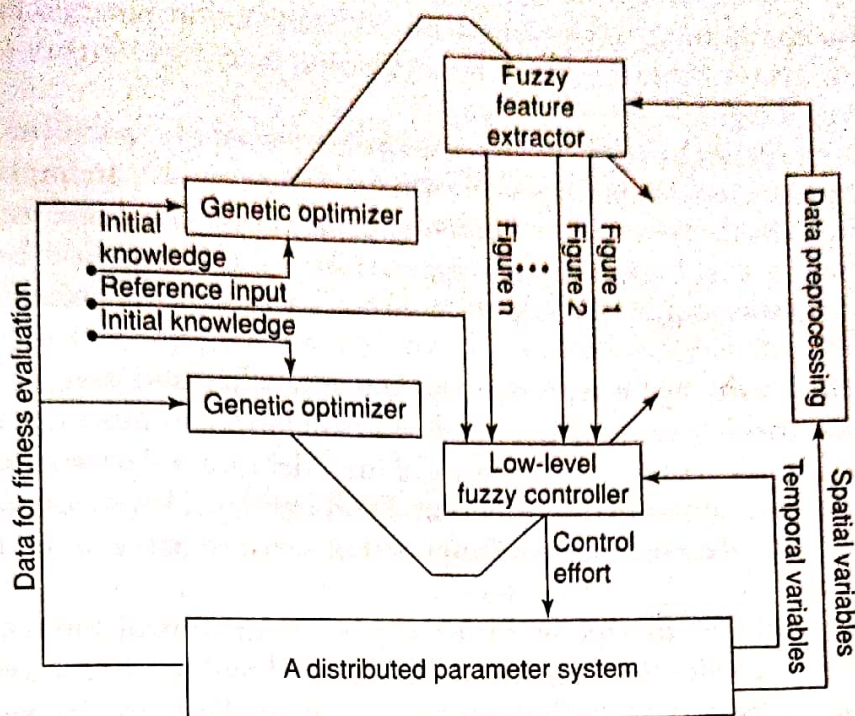 Fuzzy
feature
extractor
Genetic optimizer
Initial
knowledge
Reference input
Initial knowledge
Genetic optimizer
Figure n
Figure 2
Figure 1
Data preprocessing
Data for fitness evaluation
Low-level
fuzzy controller
Control
effort
Temporal variables
Spatial variables
A distributed parameter system